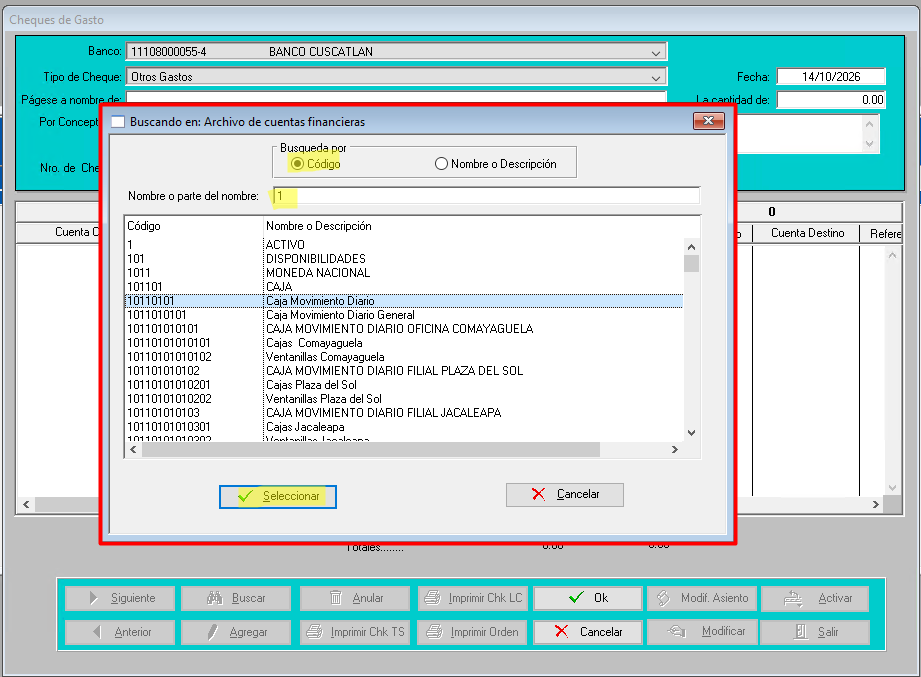 Cheques de Gasto
Banco: 11108000055-4 BANCO CUSCATLAN
Tipo de Cheque: Otros Gastos Fecha: 14/10/2026
Págese a nombre de: La cantidad de: 0.00
Por Concept
Nro. de Che
Buscando en: Archivo de cuentas financieras
Busqueda por
Código Nombre o Descripción
Nombre o parte del nombre: 1
Código Nombre o Descripción
1 ACTIVO
101 DISPONIBILIDADES
1011 MONEDA NACIONAL
101101 CAJA
10110101 Caja Movimiento Diario
1011010101 Caja Movimiento Diario General
101101010101 CAJA MOVIMIENTO DIARIO OFICINA COMAYAGUELA
10110101010101 Cajas Comayaguela
10110101010102 Ventanillas Comayaguela
101101010102 CAJA MOVIMIENTO DIARIO FILIAL PLAZA DEL SOL
10110101010201 Cajas Plaza del Sol
10110101010202 Ventanillas Plaza del Sol
101101010103 CAJA MOVIMIENTO DIARIO FILIAL JACALEAPA
10110101010301 Cajas Jacaleapa
10110101010302 Ventanillas Jacaleapa
Seleccionar Cancelar
0
Cuenta C o Cuenta Destino Refere
Totales........ 0.00 0.00
Siguiente Buscar Anular Imprimir Chk LC Ok Modif. Asiento Activar
Anterior Agregar Imprimir Chk TS Imprimir Orden Cancelar Modificar Salir